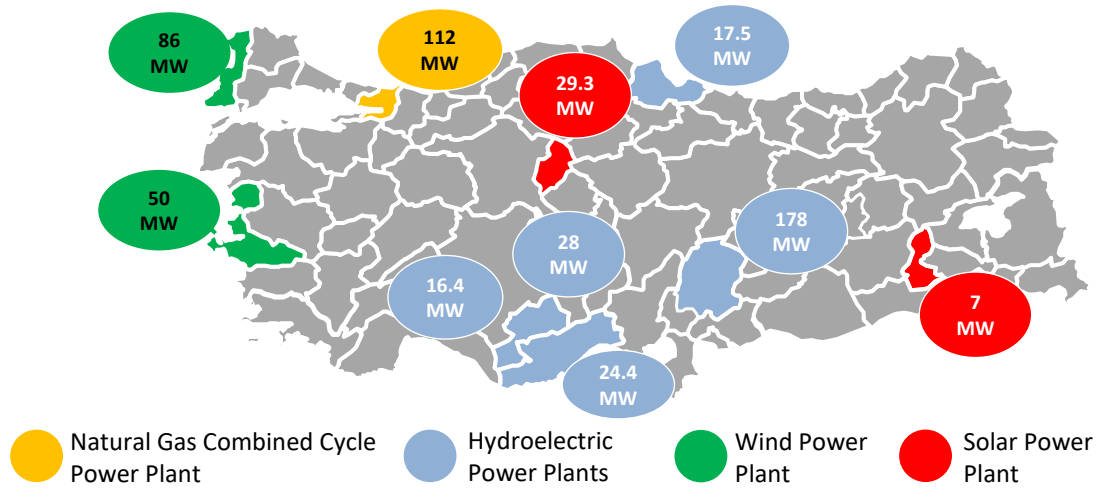 86
MW
112
MW
17.5
MW
29.3
MW
50
MW
178
MW
28
MW
16.4
MW
7
MW
24.4
MW
Natural Gas Combined Cycle
Power Plant
Hydroelectric
Power Plants
Wind Power
Plant
Solar Power
Plant